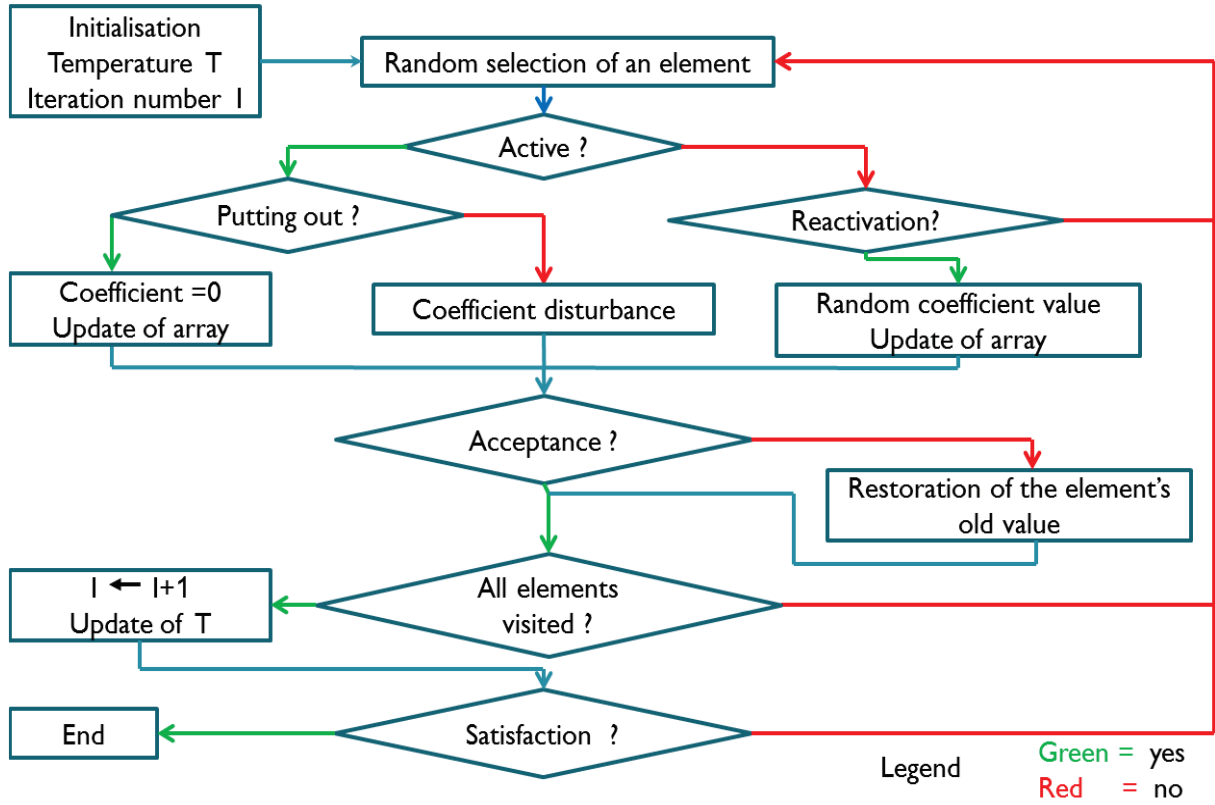 Initialisation
Temperature T
Iteration number I
Random selection of an element
Active ?
Putting out ?
Reactivation?
Coefficient =0
Update of array
Coefficient disturbance
Random coefficient value
Update of array
Acceptance ?
Restoration of the element's
old value
All elements
visited ?
I ← I+1
Update of T
Satisfaction ?
End
Legend
Green = yes
Red = no